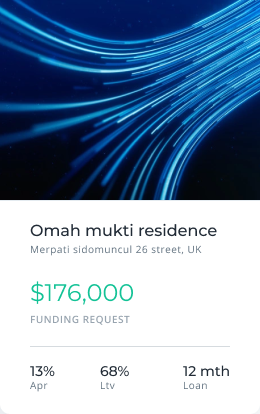 Omah mukti residence
Merpati sidomuncul 26 street, UK
$176,000
FUNDING REQUEST
13% 68% 12 mth
Apr Ltv Loan